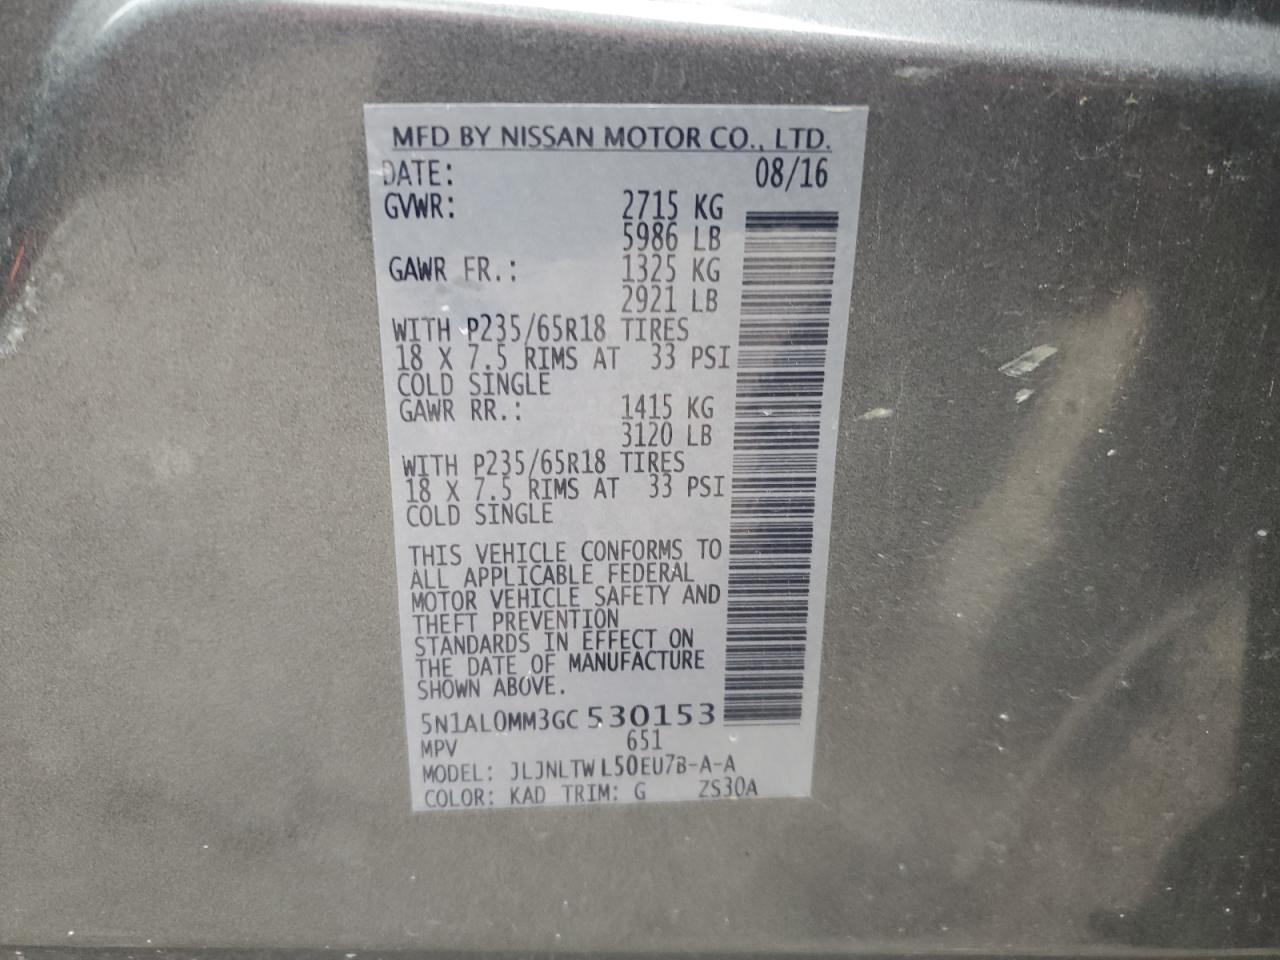 MFD BY NISSAN MOTOR CO., LTD.
DATE: 08/16
GVWR: 2715 KG
5986 LB
GAWR FR.: 1325 KG
2921 LB
WITH P235/65R18 TIRES
18 X 7.5 RIMS AT 33 PSI
COLD SINGLE
GAWR RR.: 1415 KG
3120 LB
WITH P235/65R18 TIRES
18 X 7.5 RIMS AT 33 PSI
COLD SINGLE
THIS VEHICLE CONFORMS TO
ALL APPLICABLE FEDERAL
MOTOR VEHICLE SAFETY AND
THEFT PREVENTION
STANDARDS IN EFFECT ON
THE DATE OF MANUFACTURE
SHOWN ABOVE.
5N1AL0MM3GC 530153
MPV 651
MODEL: JLJNLTW L50EU7B-A-A
COLOR: KAD TRIM: G ZS30A